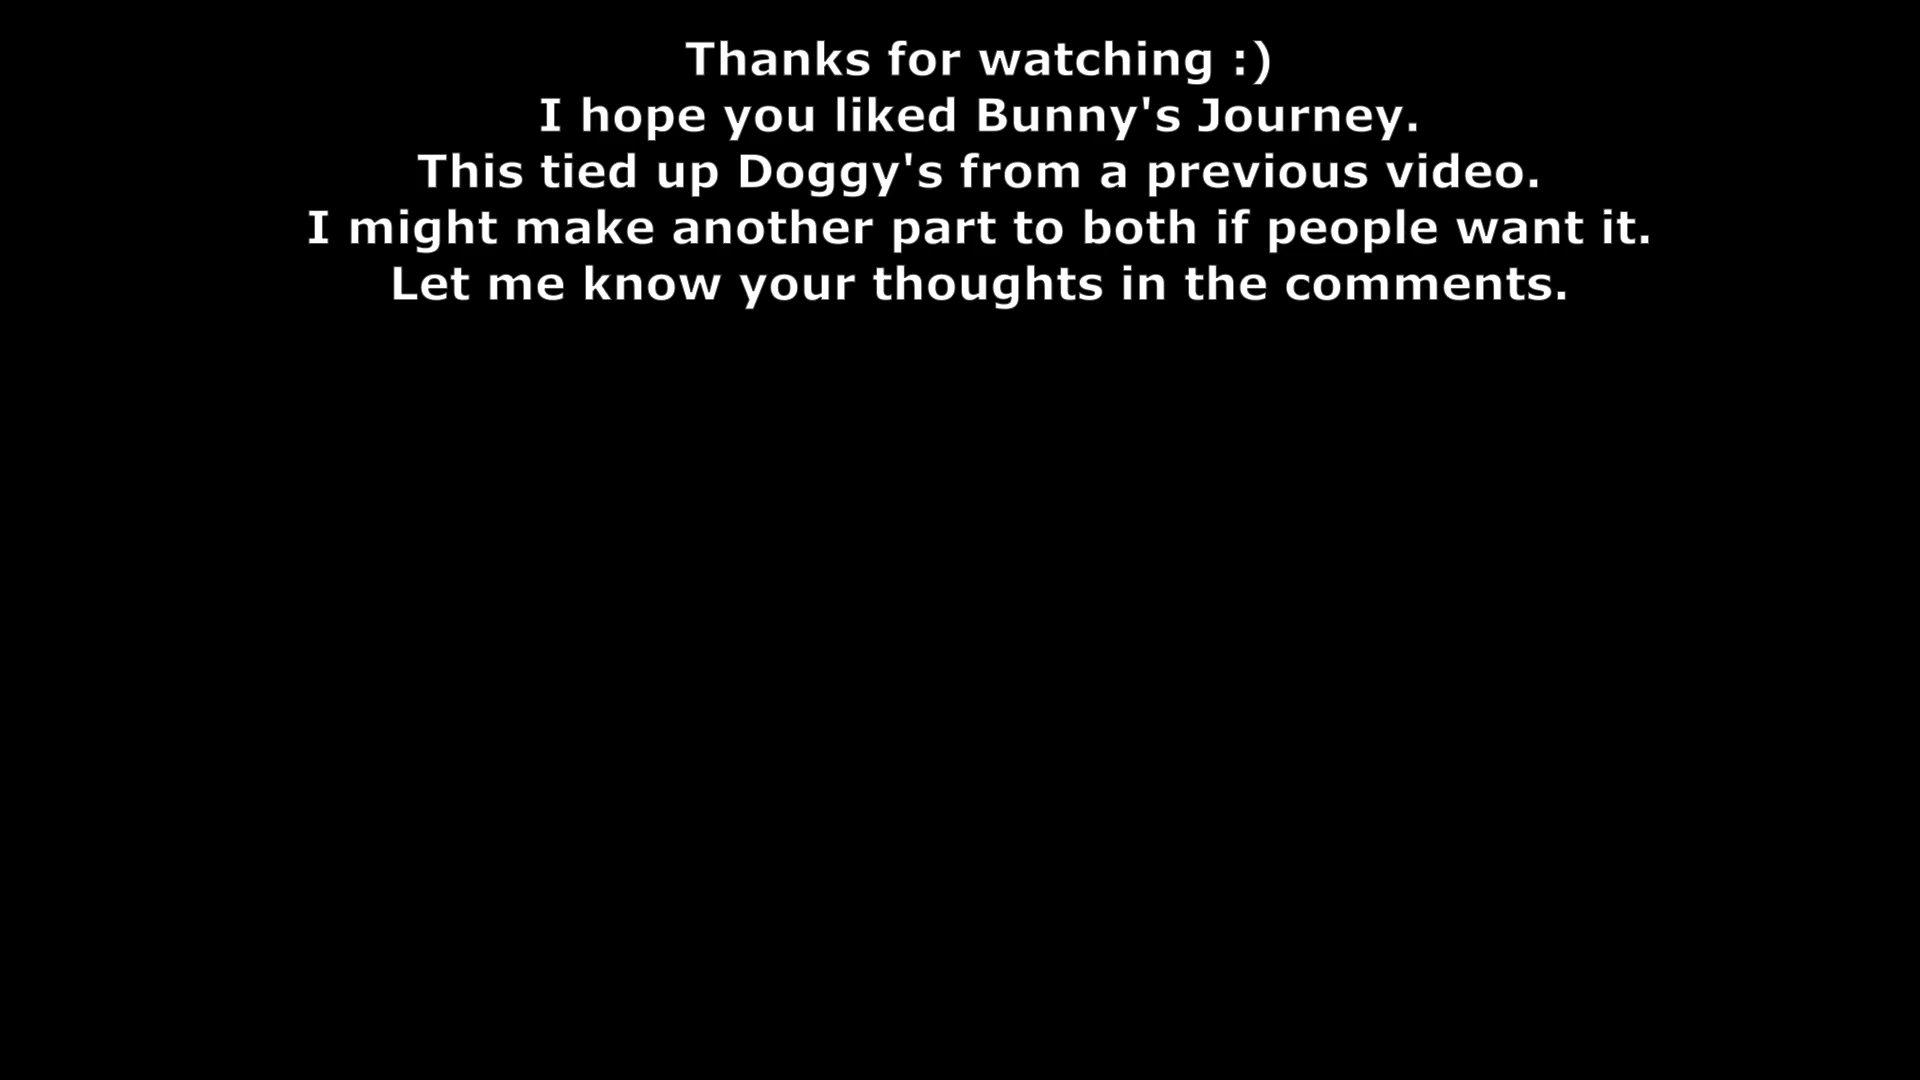 Thanks for watching :)
I hope you liked Bunny's Journey.
This tied up Doggy's from a previous video.
I might make another part to both if people want it.
Let me know your thoughts in the comments.